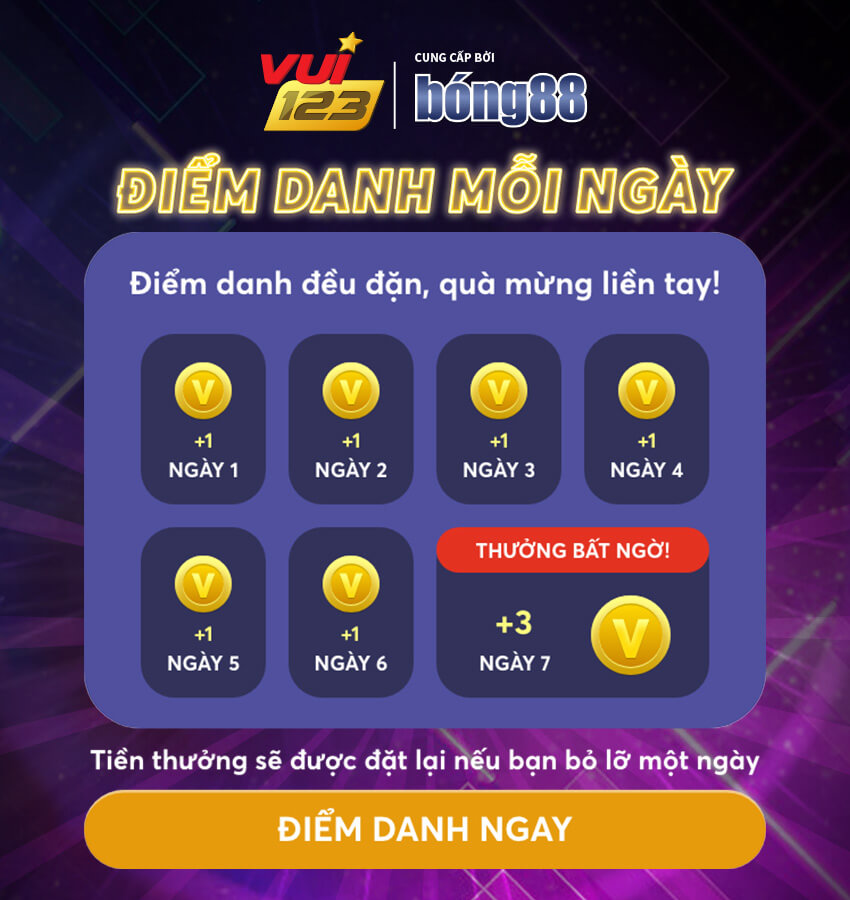 VUI
123
CUNG CẤP BỞI
bóng88
ĐIỂM DANH MỖI NGÀY
Điểm danh đều đặn, quà mừng liền tay!
V
V
V
V
+1
+1
+1
+1
NGÀY 1
NGÀY 2
NGÀY 3
NGÀY 4
V
V
THƯỞNG BẤT NGỜ!
+1
+1
+3
V
NGÀY 5
NGÀY 6
NGÀY 7
Tiền thưởng sẽ được đặt lại nếu bạn bỏ lỡ một ngày
ĐIỂM DANH NGAY